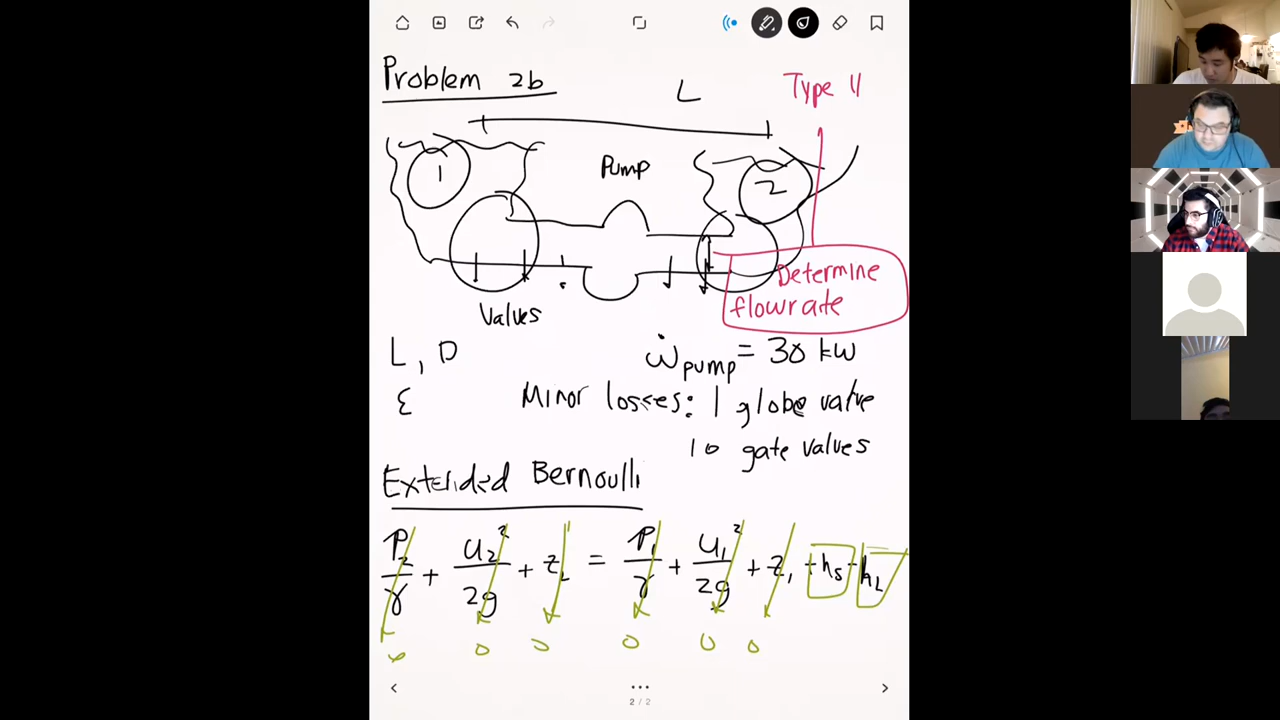 Problem 2b
L
Type II
1
Pump
2
Determine
flowrate
Valves
L, D
ẇpump = 30 kW
ε
Minor losses: 1 globe valve
10 gate valves
Extended Bernoulli
P₂/γ + u₂²/2g + z₂ = P₁/γ + u₁²/2g + z₁ + hs - hL
0 0 0 0 0 0
2 / 2